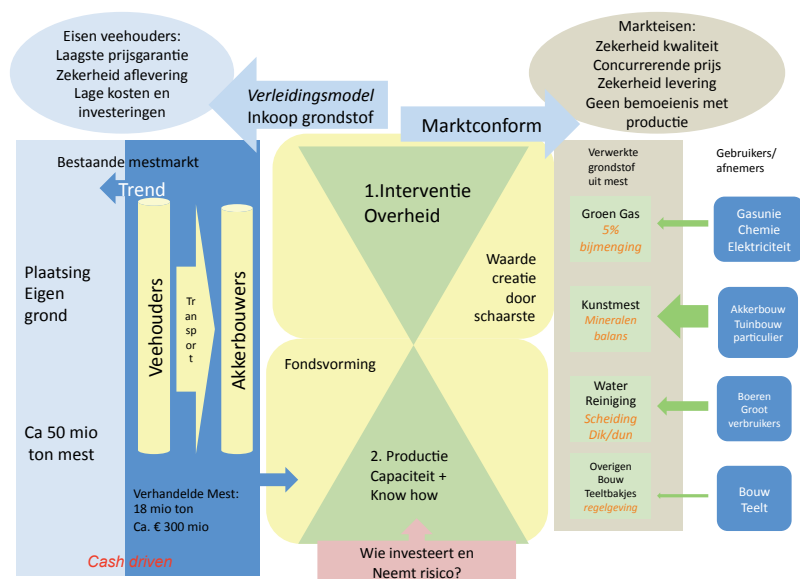 Eisen veehouders:
Laagste prijsgarantie
Zekerheid aflevering
Lage kosten en
investeringen
Verleidingsmodel
Inkoop grondstof
Marktconform
Markteisen:
Zekerheid kwaliteit
Concurrerende prijs
Zekerheid levering
Geen bemoeienis met
productie
Bestaande mestmarkt
Trend
Plaatsing
Eigen
grond
Ca 50 mio
ton mest
Veehouders
Tr
an
sp
or
t
Akkerbouwers
Verhandelde Mest:
18 mio ton
Ca. € 300 mio
Cash driven
1.Interventie
Overheid
Waarde
creatie
door
schaarste
Fondsvorming
2. Productie
Capaciteit +
Know how
Wie investeert en
Neemt risico?
Verwerkte
grondstof
uit mest
Gebruikers/
afnemers
Groen Gas
5%
bijmenging
Gasunie
Chemie
Elektriciteit
Kunstmest
Mineralen
balans
Akkerbouw
Tuinbouw
particulier
Water
Reiniging
Scheiding
Dik/dun
Boeren
Groot
verbruikers
Overigen
Bouw
Teeltbakjes
regelgeving
Bouw
Teelt